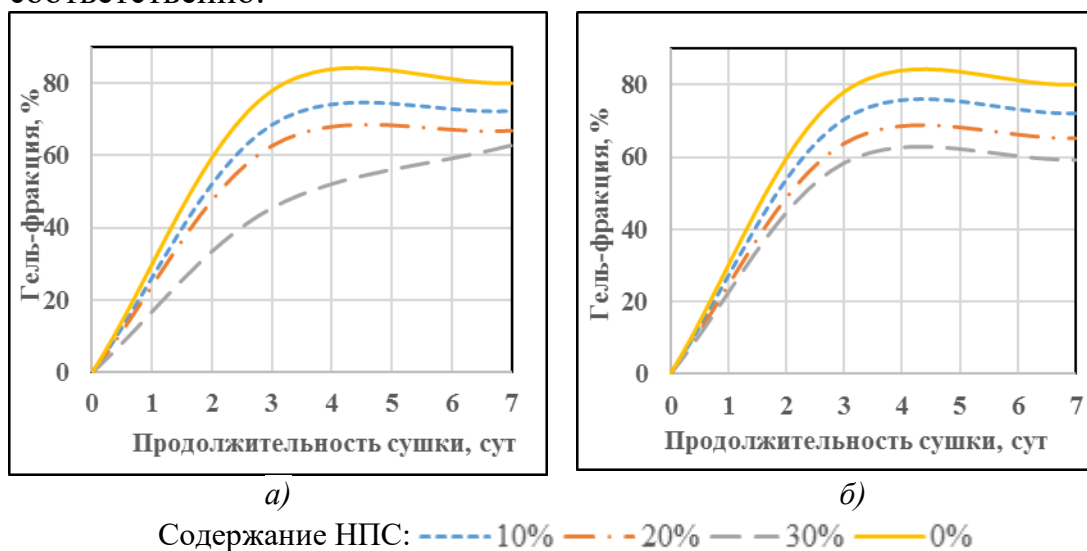 соответственно.
Гель-фракция, %
80
60
40
20
0
0 1 2 3 4 5 6 7
Продолжительность сушки, сут
а)
Гель-фракция, %
80
60
40
20
0
0 1 2 3 4 5 6 7
Продолжительность сушки, сут
б)
Содержание НПС: 10% 20% 30% 0%